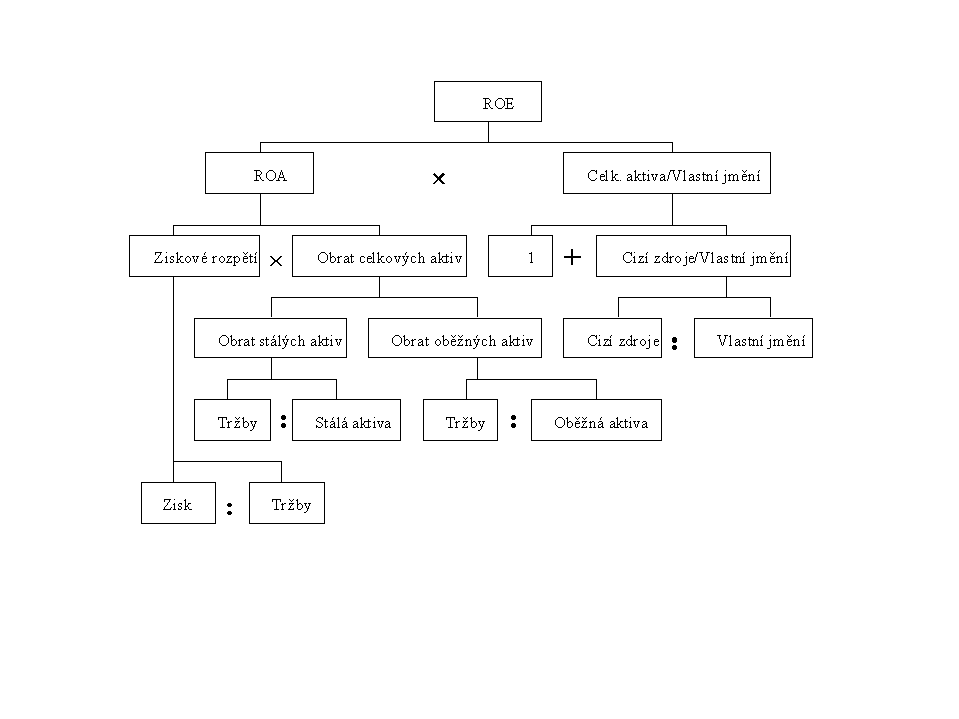 ROE
ROA
×
Celk. aktiva/Vlastní jmění
Ziskové rozpětí
×
Obrat celkových aktiv
1
+
Cizí zdroje/Vlastní jmění
Obrat stálých aktiv
Obrat oběžných aktiv
Cizí zdroje
:
Vlastní jmění
Tržby
:
Stálá aktiva
Tržby
:
Oběžná aktiva
Zisk
:
Tržby